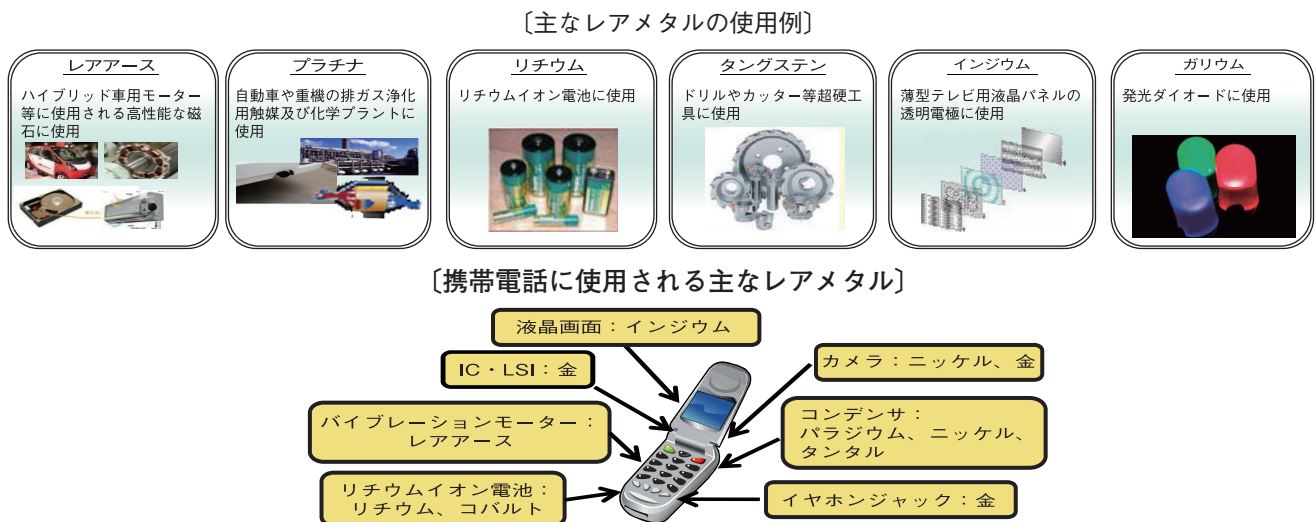 〔主なレアメタルの使用例〕
レアアース
ハイブリッド車用モーター
等に使用される高性能な磁
石に使用
プラチナ
自動車や重機の排ガス浄化
用触媒及び化学プラントに
使用
リチウム
リチウムイオン電池に使用
タングステン
ドリルやカッター等超硬工
具に使用
インジウム
薄型テレビ用液晶パネルの
透明電極に使用
ガリウム
発光ダイオードに使用
〔携帯電話に使用される主なレアメタル〕
液晶画面：インジウム
IC・LSI：金
カメラ：ニッケル、金
バイブレーションモーター：
レアアース
コンデンサ：
パラジウム、ニッケル、
タンタル
リチウムイオン電池：
リチウム、コバルト
イヤホンジャック：金